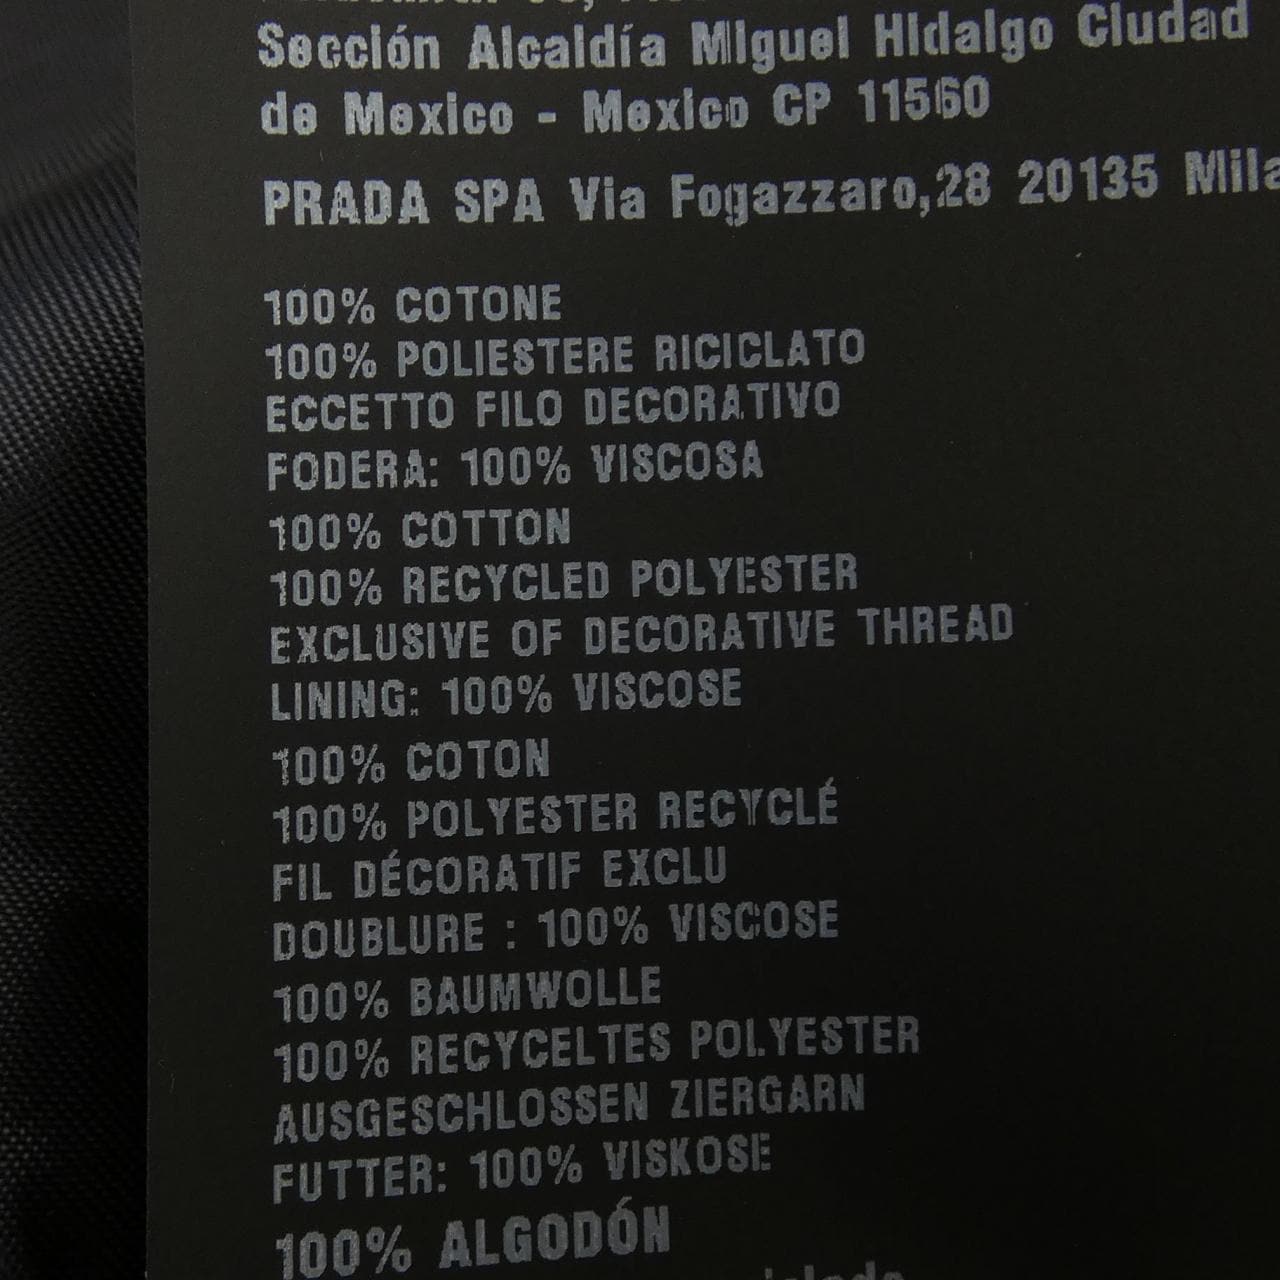 Sección Alcaldía Miguel Hidalgo Ciudad
de Mexico - Mexico CP 11560
PRADA SPA Via Fogazzaro,28 20135
100% COTONE
100% POLIESTERE RICICLATO
ECCETTO FILO DECORATIVO
FODERA: 100% VISCOSA
100% COTTON
100% RECYCLED POLYESTER
EXCLUSIVE OF DECORATIVE THREAD
LINING: 100% VISCOSE
100% COTON
100% POLYESTER RECYCLÉ
FIL DÉCORATIF EXCLU
DOUBLURE : 100% VISCOSE
100% BAUMWOLLE
100% RECYCELTES POLYESTER
AUSGESCHLOSSEN ZIERGARN
FUTTER: 100% VISKOSE
100% ALGODÓN